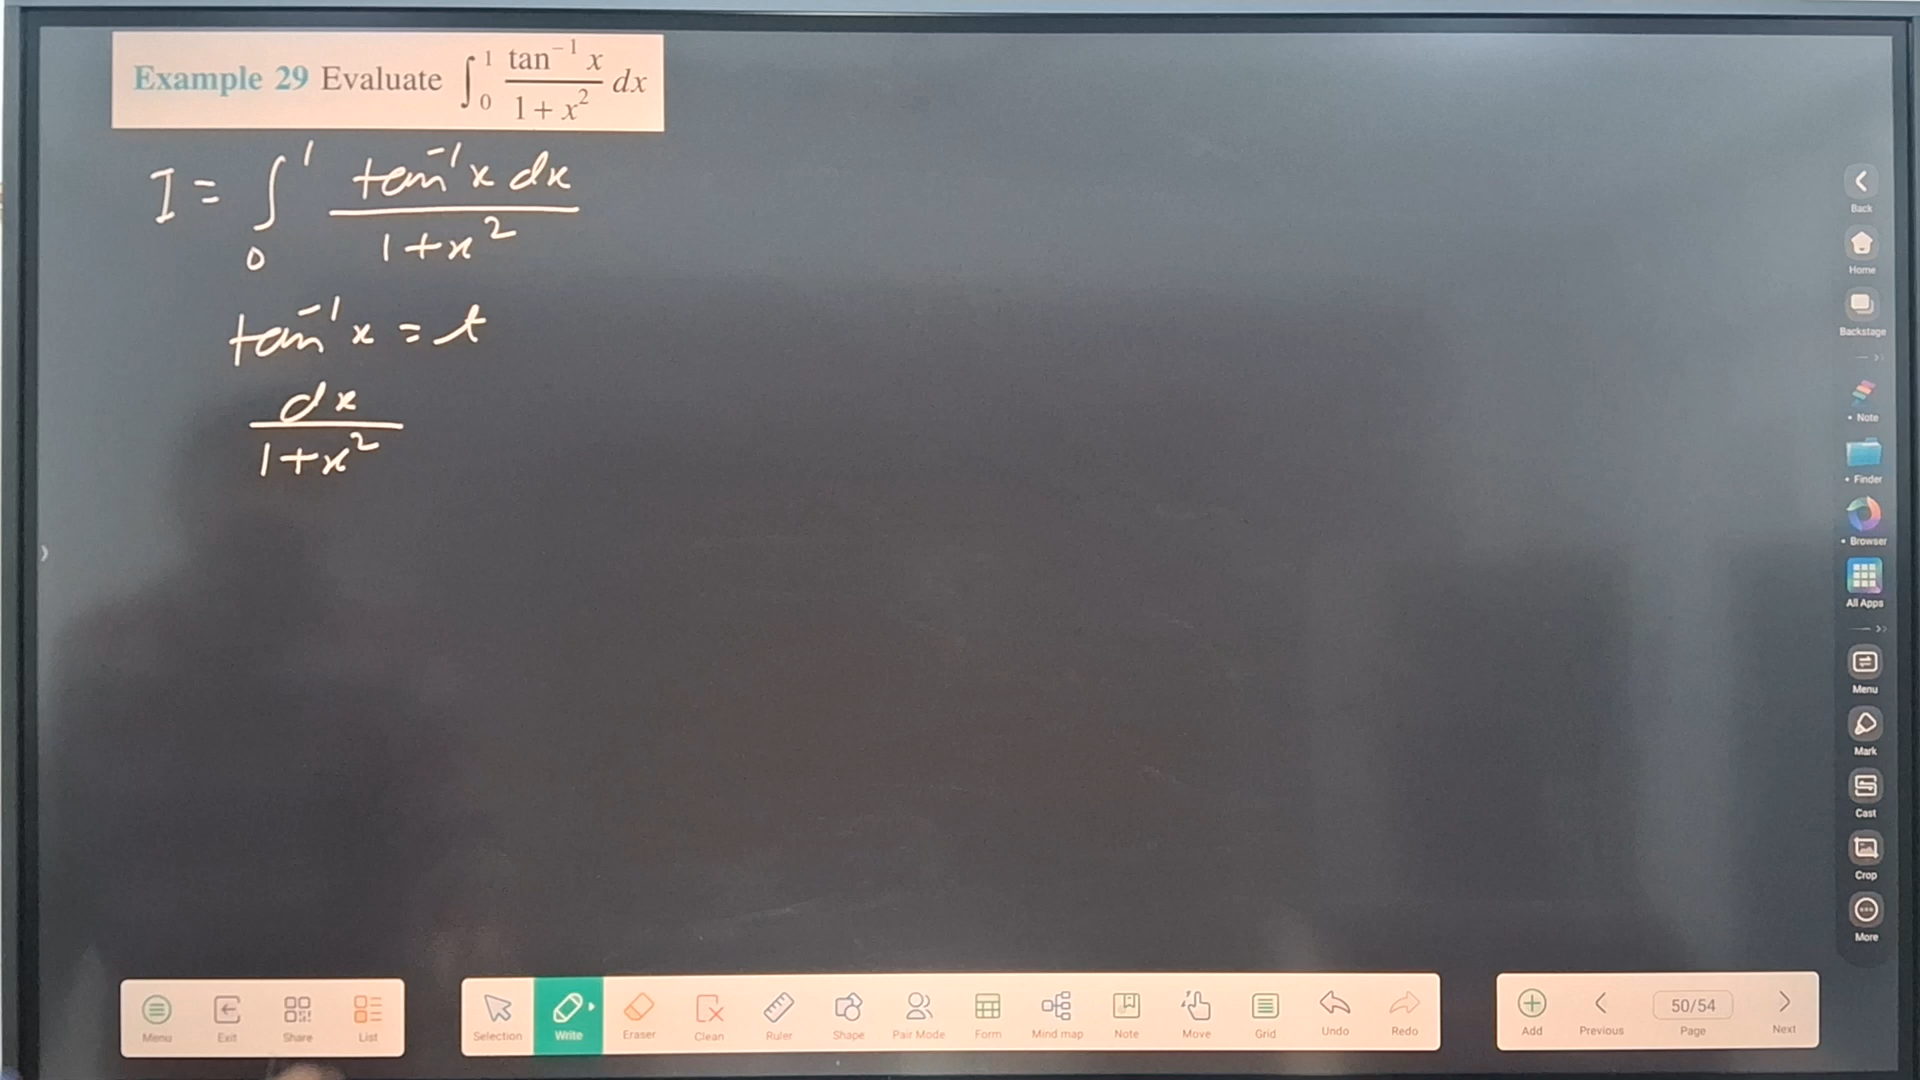 Example 29 Evaluate ∫₀¹ tan⁻¹ x / 1 + x² dx
I = ∫₀¹ tan⁻¹x dx / 1+x²
tan⁻¹x = t
dx / 1+x²
Back
Home
Backstage
• Note
• Finder
• Browser
All Apps
Menu
Mark
Cast
Crop
More
Menu Exit Share List
Selection Write Eraser Clean Ruler Shape Pair Mode Form Mind map Note Move Grid Undo Redo
Add Previous 50/54 Page Next